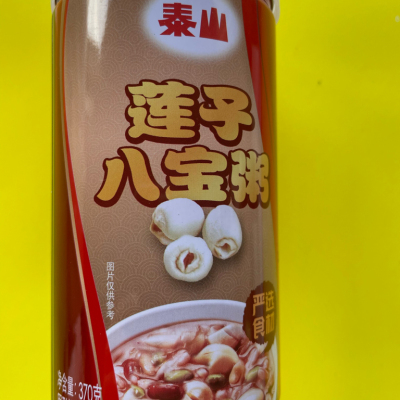 泰山
莲子
八宝粥
图片仅供参考
严选
食材
净含量：370克